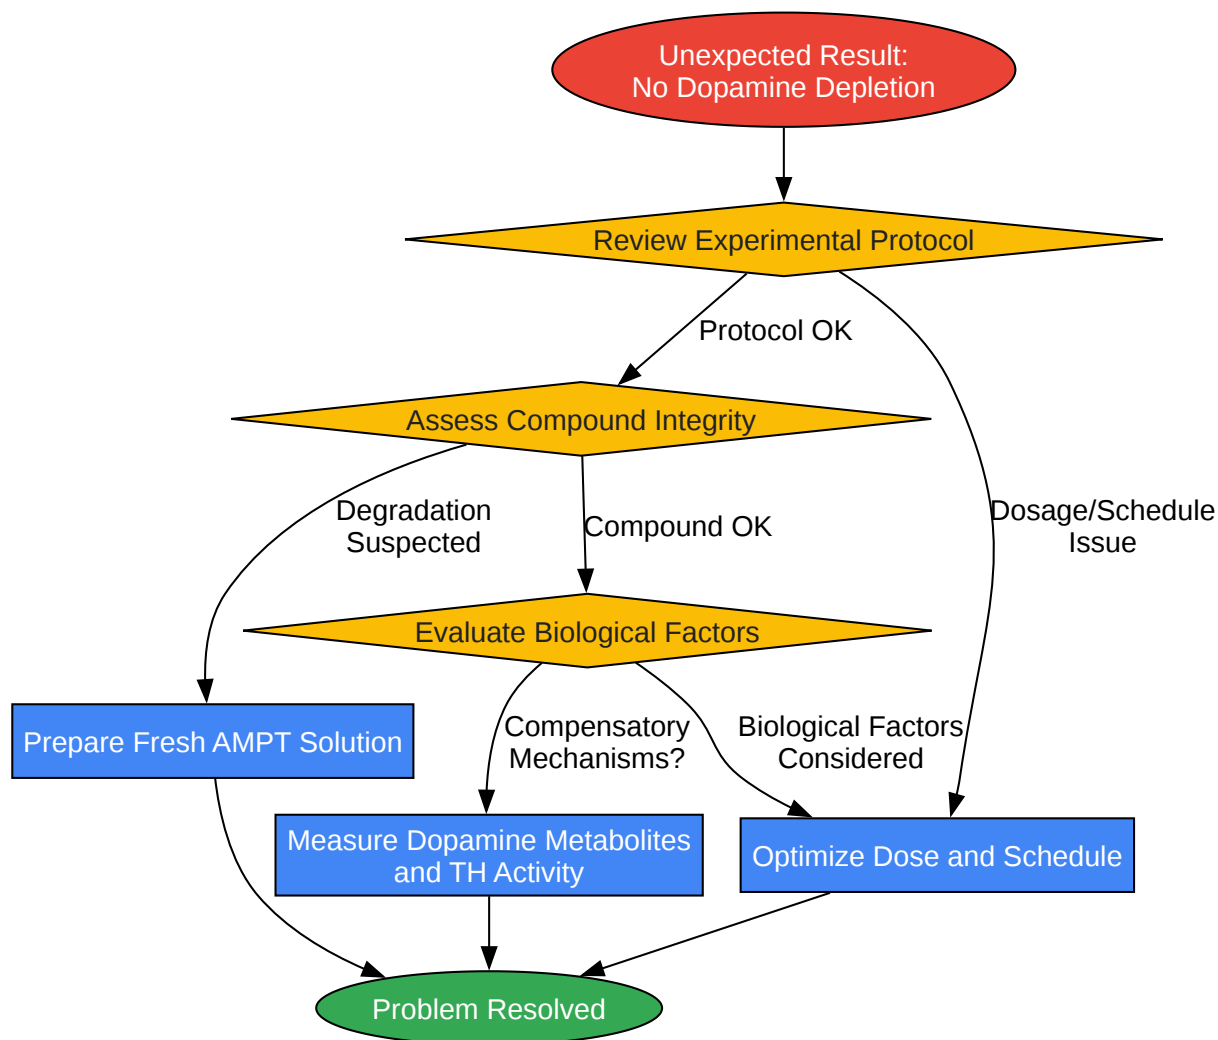 Unexpected Result:
No Dopamine Depletion
Review Experimental Protocol
Protocol OK
Assess Compound Integrity
Degradation
Suspected
Compound OK
Dosage/Schedule
Issue
Evaluate Biological Factors
Prepare Fresh AMPT Solution
Compensatory
Mechanisms?
Biological Factors
Considered
Measure Dopamine Metabolites
and TH Activity
Optimize Dose and Schedule
Problem Resolved